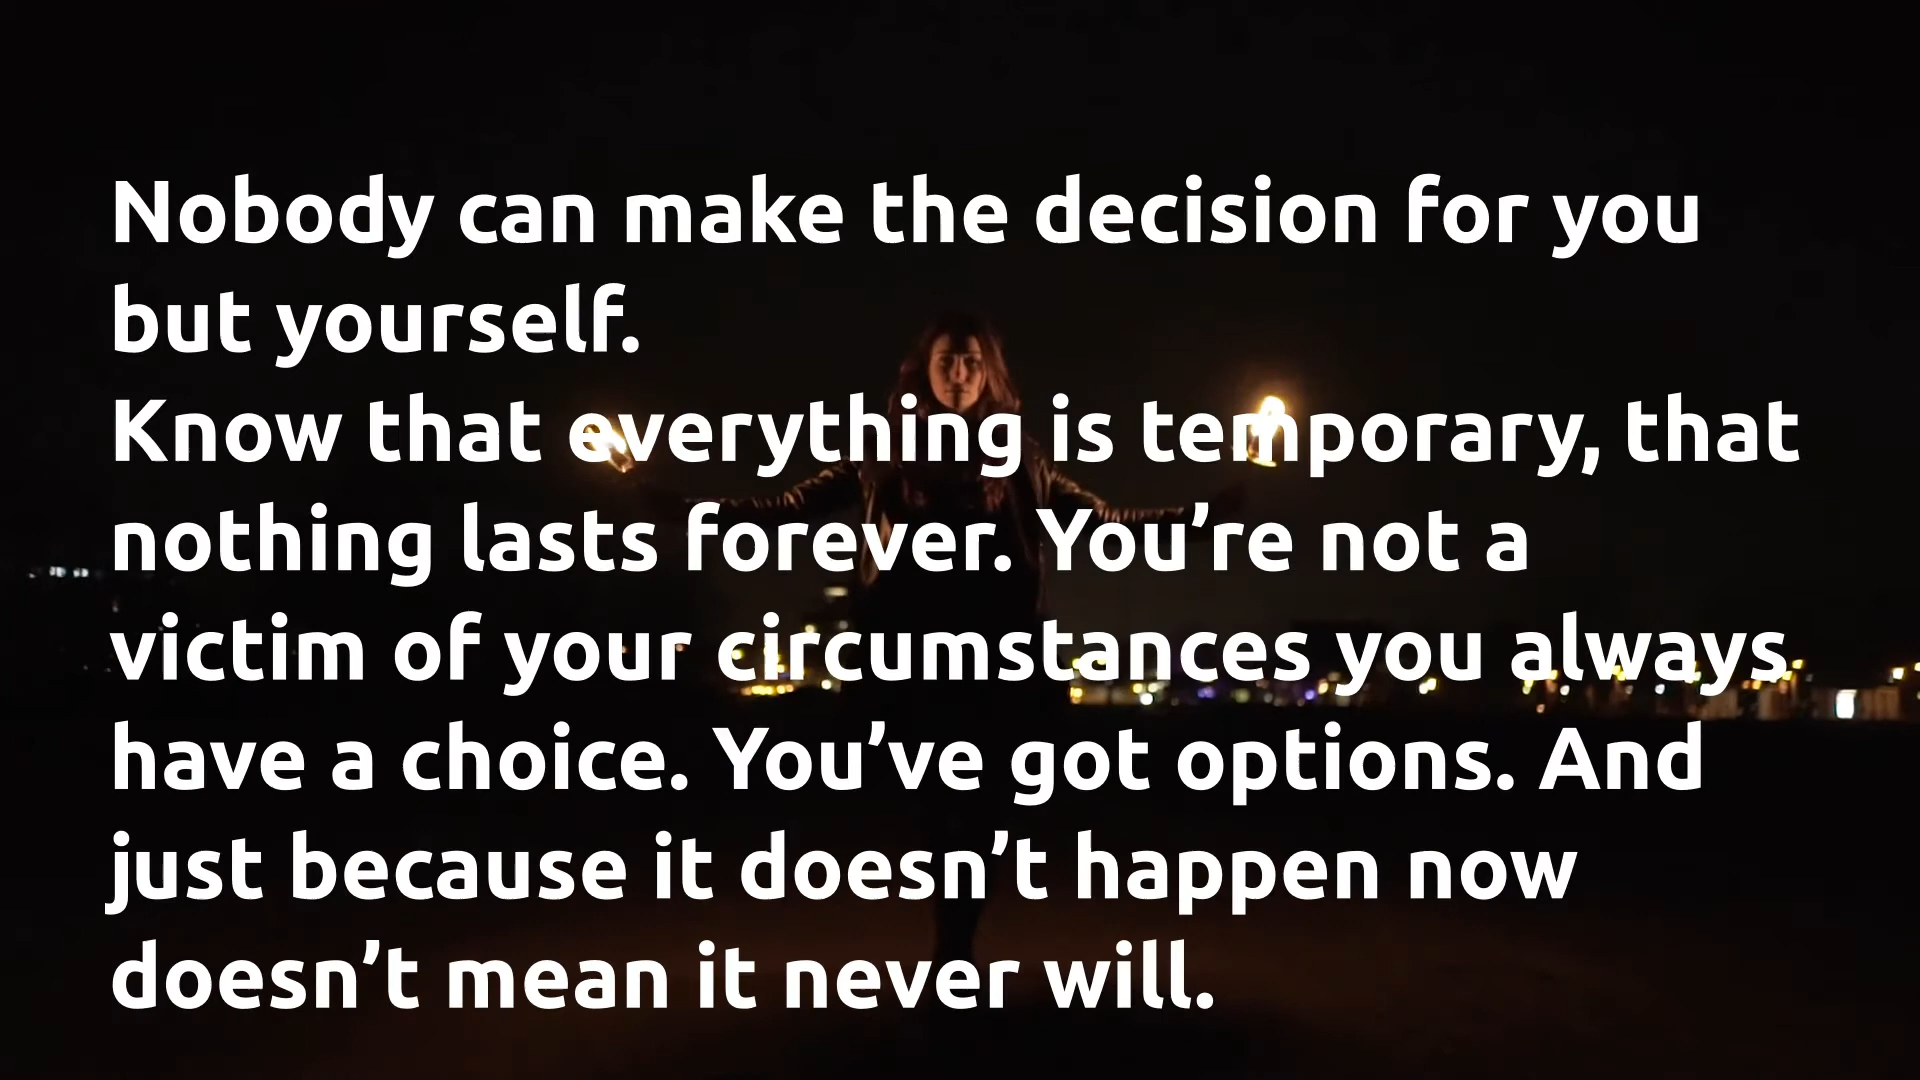 Nobody can make the decision for you
but yourself.
Know that everything is temporary, that
nothing lasts forever. You’re not a
victim of your circumstances you always
have a choice. You’ve got options. And
just because it doesn’t happen now
doesn’t mean it never will.